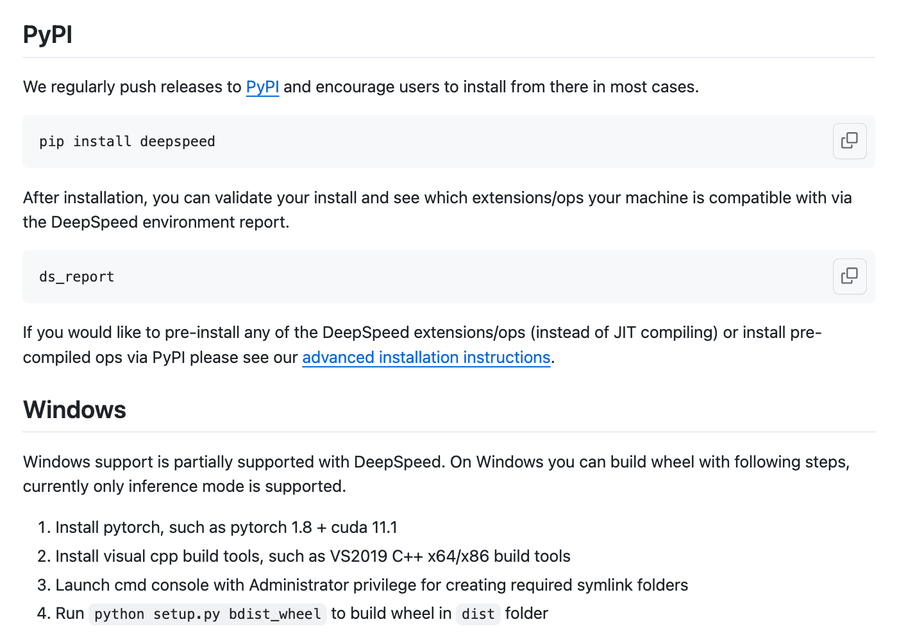 PyPI
We regularly push releases to PyPI and encourage users to install from there in most cases.
pip install deepspeed
After installation, you can validate your install and see which extensions/ops your machine is compatible with via
the DeepSpeed environment report.
ds_report
If you would like to pre-install any of the DeepSpeed extensions/ops (instead of JIT compiling) or install pre-
compiled ops via PyPI please see our advanced installation instructions.
Windows
Windows support is partially supported with DeepSpeed. On Windows you can build wheel with following steps,
currently only inference mode is supported.
1. Install pytorch, such as pytorch 1.8 + cuda 11.1
2. Install visual cpp build tools, such as VS2019 C++ x64/x86 build tools
3. Launch cmd console with Administrator privilege for creating required symlink folders
4. Run python setup.py bdist_wheel to build wheel in dist folder